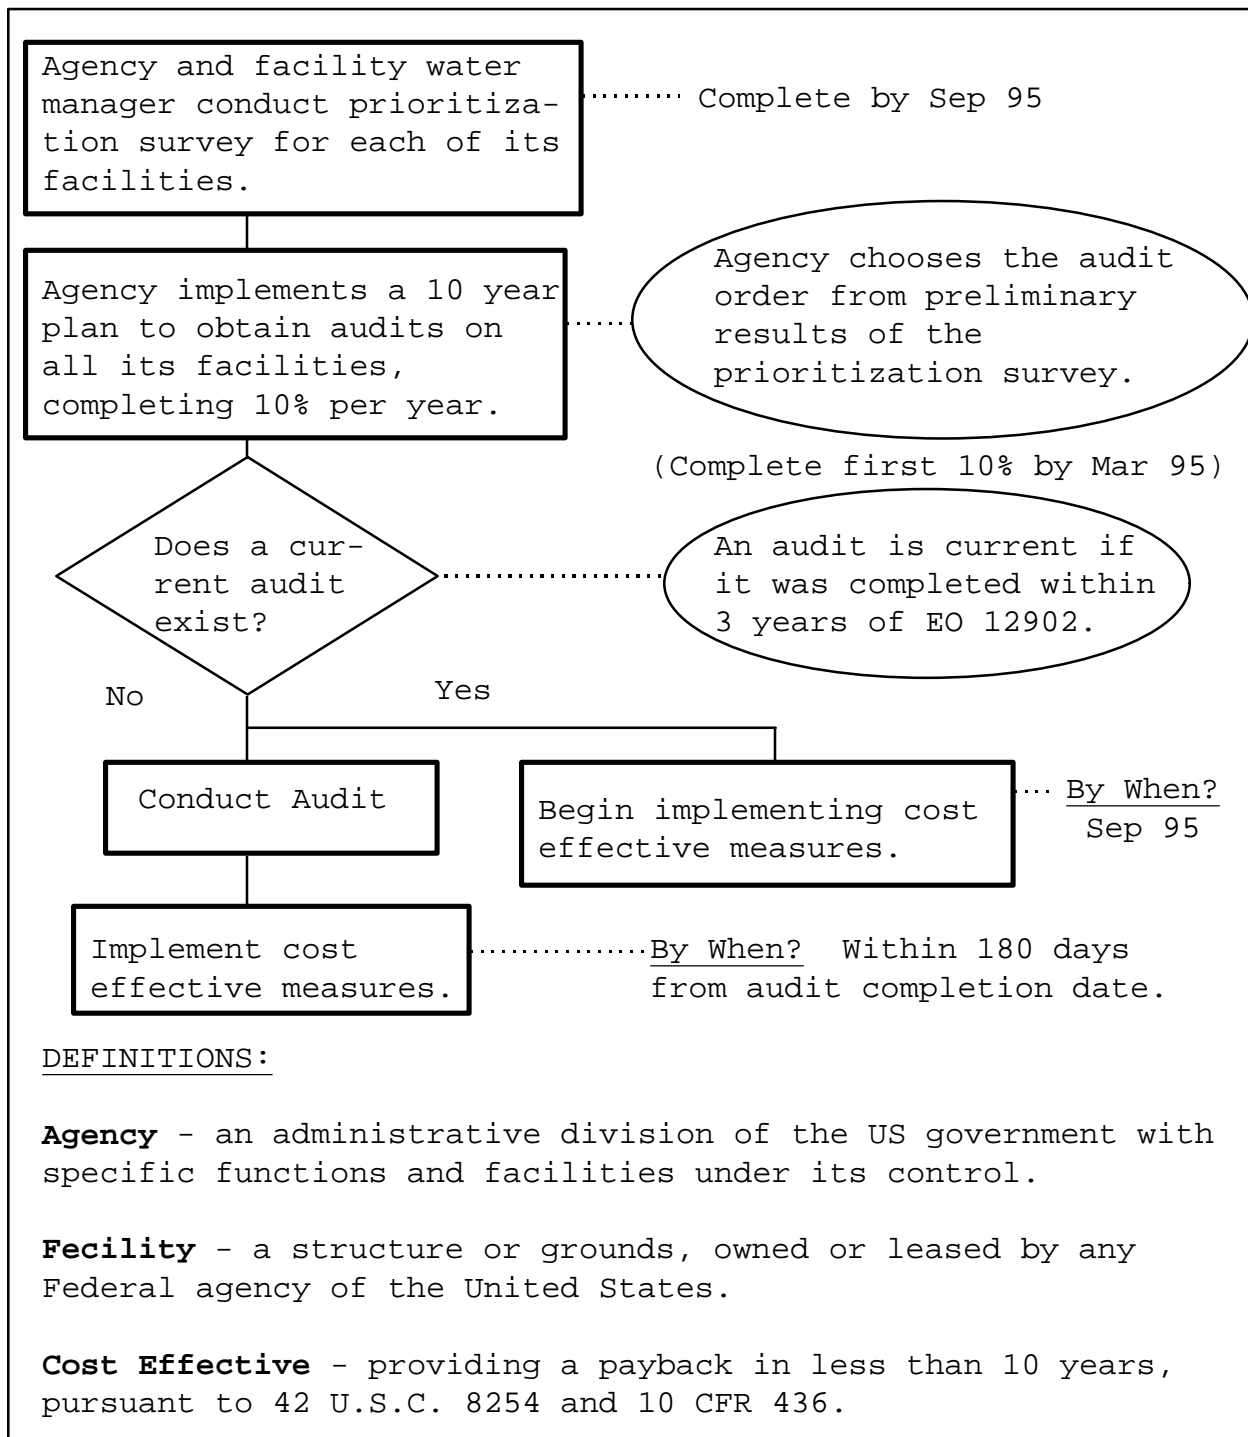 Agency and facility water
manager conduct prioritiza-
tion survey for each of its
facilities.
Complete by Sep 95
Agency implements a 10 year
plan to obtain audits on
all its facilities,
completing 10% per year.
Agency chooses the audit
order from preliminary
results of the
prioritization survey.
(Complete first 10% by Mar 95)
Does a cur-
rent audit
exist?
An audit is current if
it was completed within
3 years of EO 12902.
No
Yes
Conduct Audit
Begin implementing cost
effective measures.
By When?
Sep 95
Implement cost
effective measures.
By When? Within 180 days
from audit completion date.
DEFINITIONS:
Agency - an administrative division of the US government with
specific functions and facilities under its control.
Fecility - a structure or grounds, owned or leased by any
Federal agency of the United States.
Cost Effective - providing a payback in less than 10 years,
pursuant to 42 U.S.C. 8254 and 10 CFR 436.